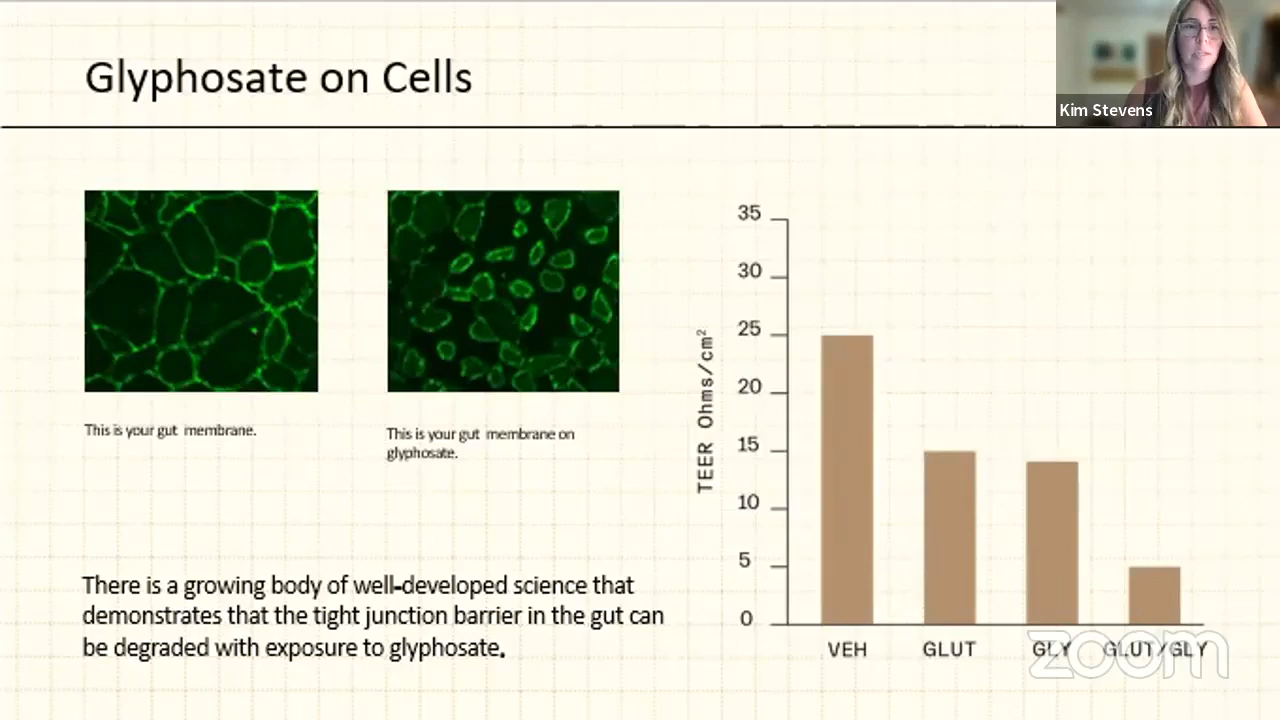 Glyphosate on Cells
Kim Stevens
This is your gut membrane.
This is your gut membrane on
glyphosate.
There is a growing body of well-developed science that
demonstrates that the tight junction barrier in the gut can
be degraded with exposure to glyphosate.
TEER Ohms/cm²
35
30
25
20
15
10
5
0
VEH GLUT GLY GLUT/GLY
zoom